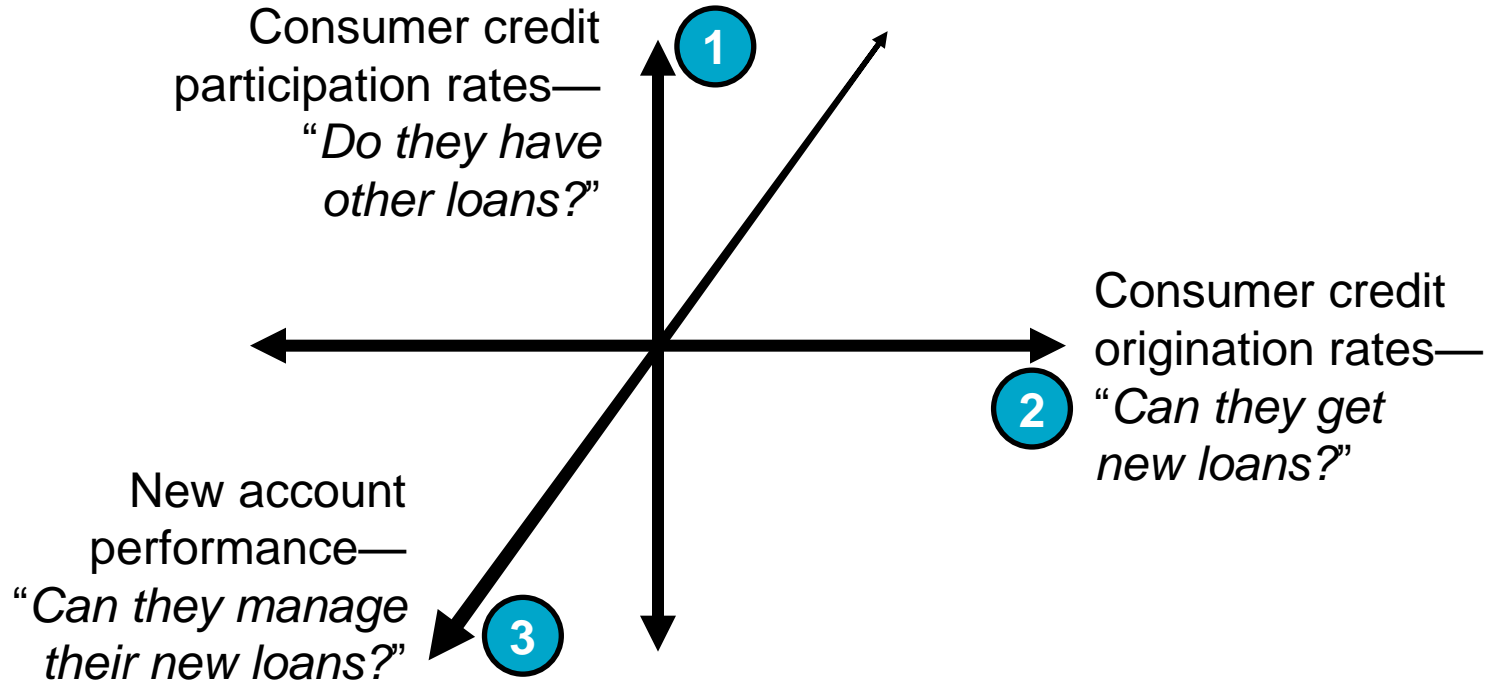 Consumer credit
participation rates—
“Do they have
other loans?”
1
Consumer credit
origination rates—
“Can they get
new loans?”
2
New account
performance—
“Can they manage
their new loans?”
3